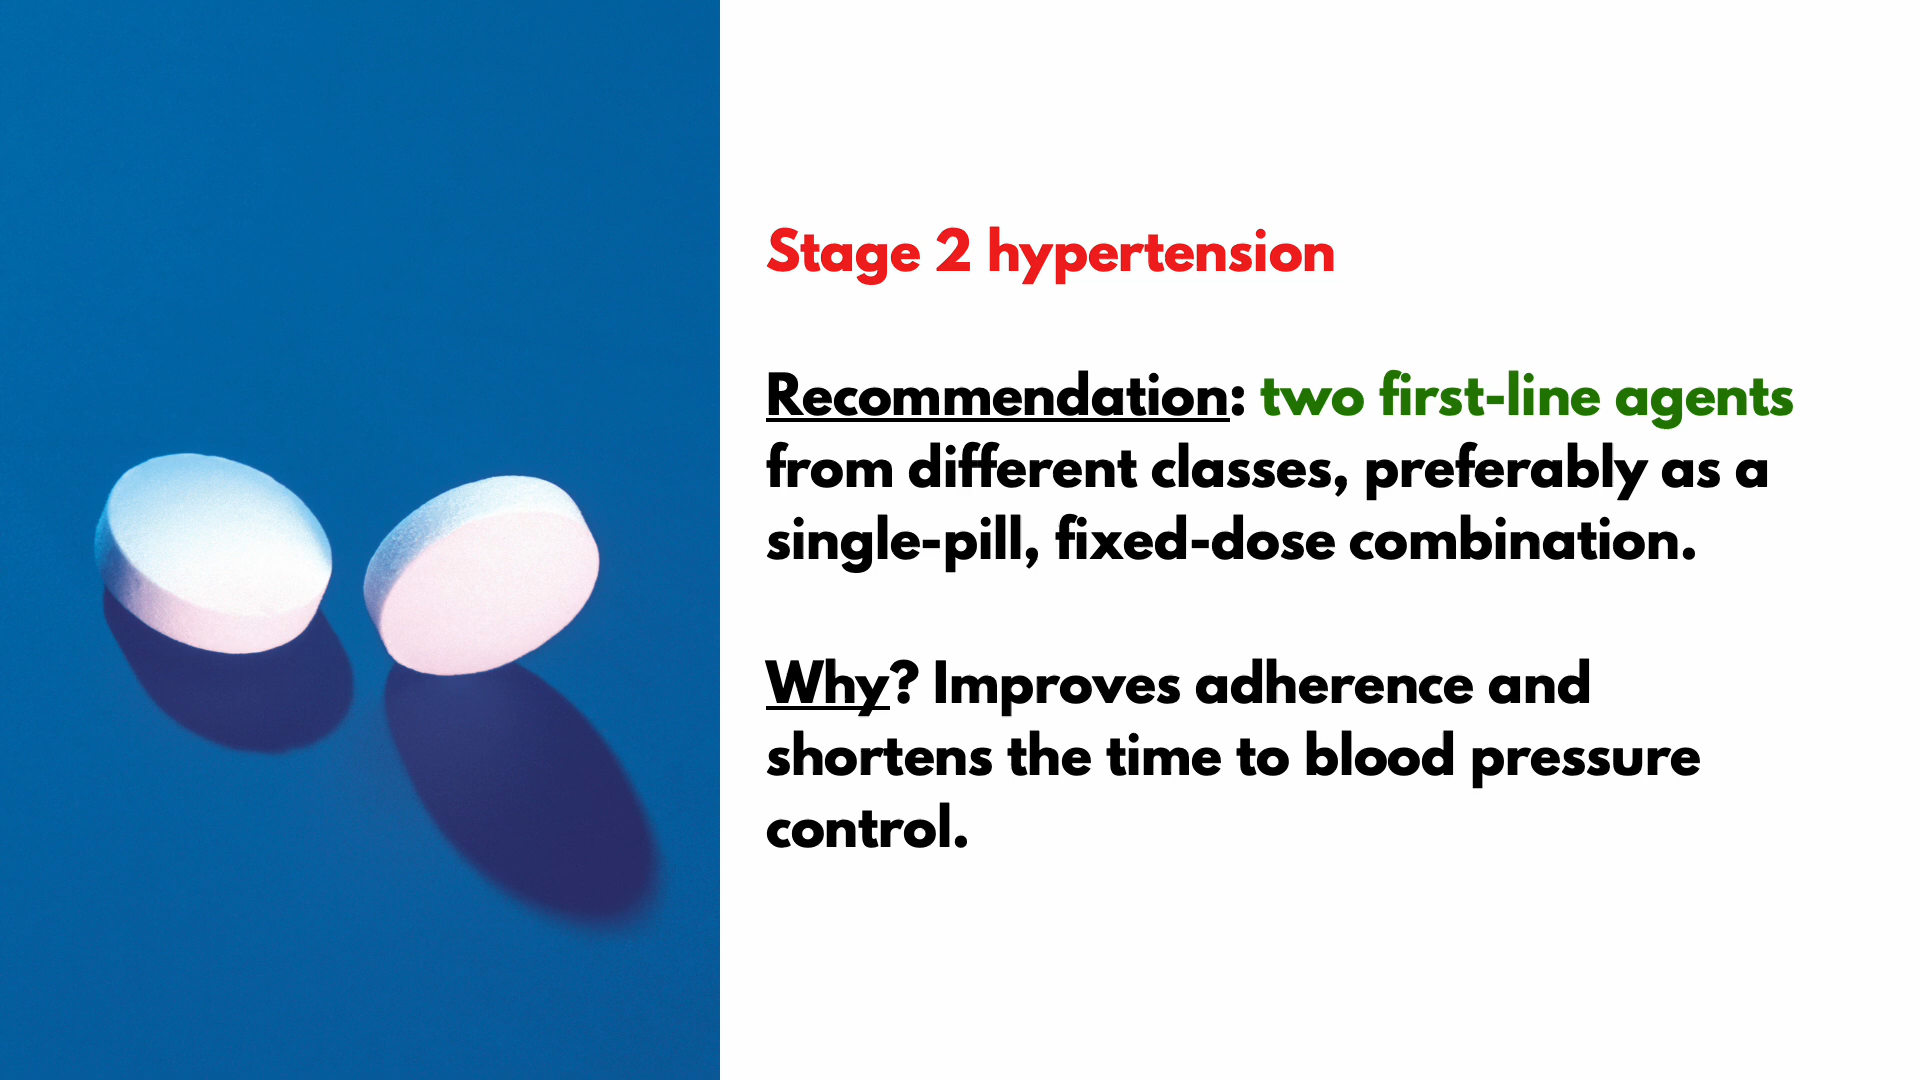 Stage 2 hypertension
Recommendation: two first-line agents
from different classes, preferably as a
single-pill, fixed-dose combination.
Why? Improves adherence and
shortens the time to blood pressure
control.